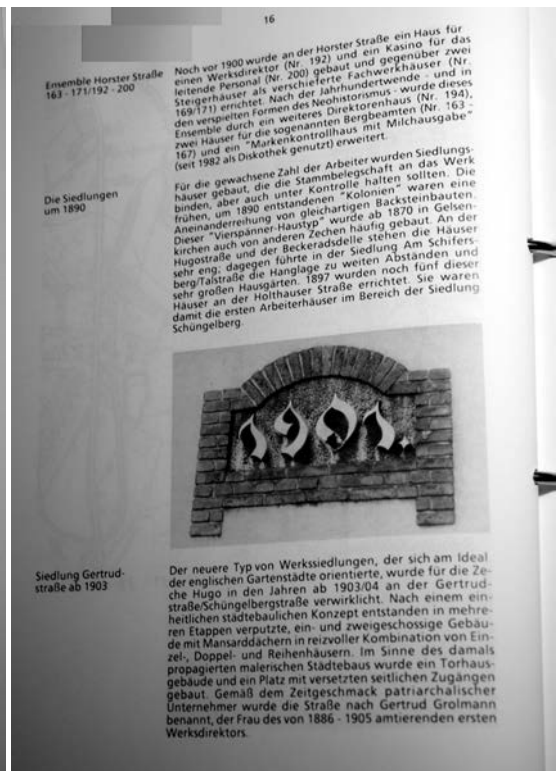 16
Ensemble Horster Straße
163 - 171/192 - 200
Noch vor 1900 wurde an der Horster Straße ein Haus für
einen Werksdirektor (Nr. 192) und ein Kasino für das
leitende Personal (Nr. 200) gebaut und gegenüber zwei
Steigerhäuser als verschieferte Fachwerkhäuser (Nr.
169/171) errichtet. Nach der Jahrhundertwende - und in
den verspielten Formen des Neohistorismus - wurde dieses
Ensemble durch ein weiteres Direktorenhaus (Nr. 194),
zwei Häuser für die sogenannten Bergbeamten (Nr. 163 -
167) und ein "Markenkontrollhaus mit Milchausgabe"
(seit 1982 als Diskothek genutzt) erweitert.
Die Siedlungen
um 1890
Für die gewachsene Zahl der Arbeiter wurden Siedlungs-
häuser gebaut, die die Stammbelegschaft an das Werk
binden, aber auch unter Kontrolle halten sollten. Die
frühen, um 1890 entstandenen "Kolonien" waren eine
Aneinanderreihung von gleichartigen Backsteinbauten.
Dieser "Vierspänner-Haustyp" wurde ab 1870 in Gelsen-
kirchen auch von anderen Zechen häufig gebaut. An der
Hugostraße und der Beckeradsdelle stehen die Häuser
sehr eng; dagegen führte in der Siedlung Am Schifers-
berg/Talstraße die Hanglage zu weiten Abständen und
sehr großen Hausgärten. 1897 wurden noch fünf dieser
Häuser an der Holthauser Straße errichtet. Sie waren
damit die ersten Arbeiterhäuser im Bereich der Siedlung
Schüngelberg.
1901.
Siedlung Gertrud-
straße ab 1903
Der neuere Typ von Werkssiedlungen, der sich am Ideal
der englischen Gartenstädte orientierte, wurde für die Ze-
che Hugo in den Jahren ab 1903/04 an der Gertrud-
straße/Schüngelbergstraße verwirklicht. Nach einem ein-
heitlichen städtebaulichen Konzept entstanden in mehre-
ren Etappen verputzte, ein- und zweigeschossige Gebäu-
de mit Mansarddächern in reizvoller Kombination von Ein-
zel-, Doppel- und Reihenhäusern. Im Sinne des damals
propagierten malerischen Städtebaus wurde ein Torhaus-
gebäude und ein Platz mit versetzten seitlichen Zugängen
gebaut. Gemäß dem Zeitgeschmack patriarchalischer
Unternehmer wurde die Straße nach Gertrud Grolmann
benannt, der Frau des von 1886 - 1905 amtierenden ersten
Werksdirektors.